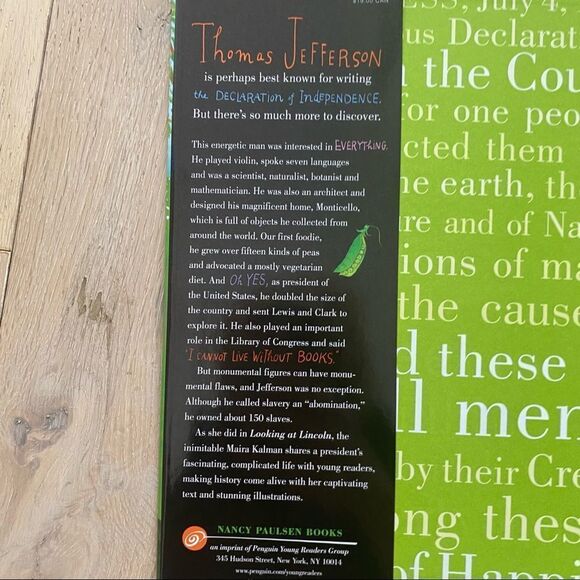 $19.00 CAN
Thomas JEFFERSON
is perhaps best known for writing
the DECLARATION of INDEPENDENCE.
But there's so much more to discover.
This energetic man was interested in EVERYTHING.
He played violin, spoke seven languages
and was a scientist, naturalist, botanist and
mathematician. He was also an architect and
designed his magnificent home, Monticello,
which is full of objects he collected from
around the world. Our first foodie,
he grew over fifteen kinds of peas
and advocated a mostly vegetarian
diet. And Oh YES, as president of
the United States, he doubled the size of
the country and sent Lewis and Clark to
explore it. He also played an important
role in the Library of Congress and said
"I CANNOT LIVE WITHOUT BOOKS."
But monumental figures can have monu-
mental flaws, and Jefferson was no exception.
Although he called slavery an "abomination,"
he owned about 150 slaves.
As she did in Looking at Lincoln, the
inimitable Maira Kalman shares a president's
fascinating, complicated life with young readers,
making history come alive with her captivating
text and stunning illustrations.
NANCY PAULSEN BOOKS
an imprint of Penguin Young Readers Group
345 Hudson Street, New York, NY 10014
www.penguin.com/youngreaders
ESS, July 4,
us Declarat
n the Cou
for one peo
cted them
he earth, th
re and of Na
ions of ma
the cause
d these
ll men
by their Cre
ng thes
of Happi